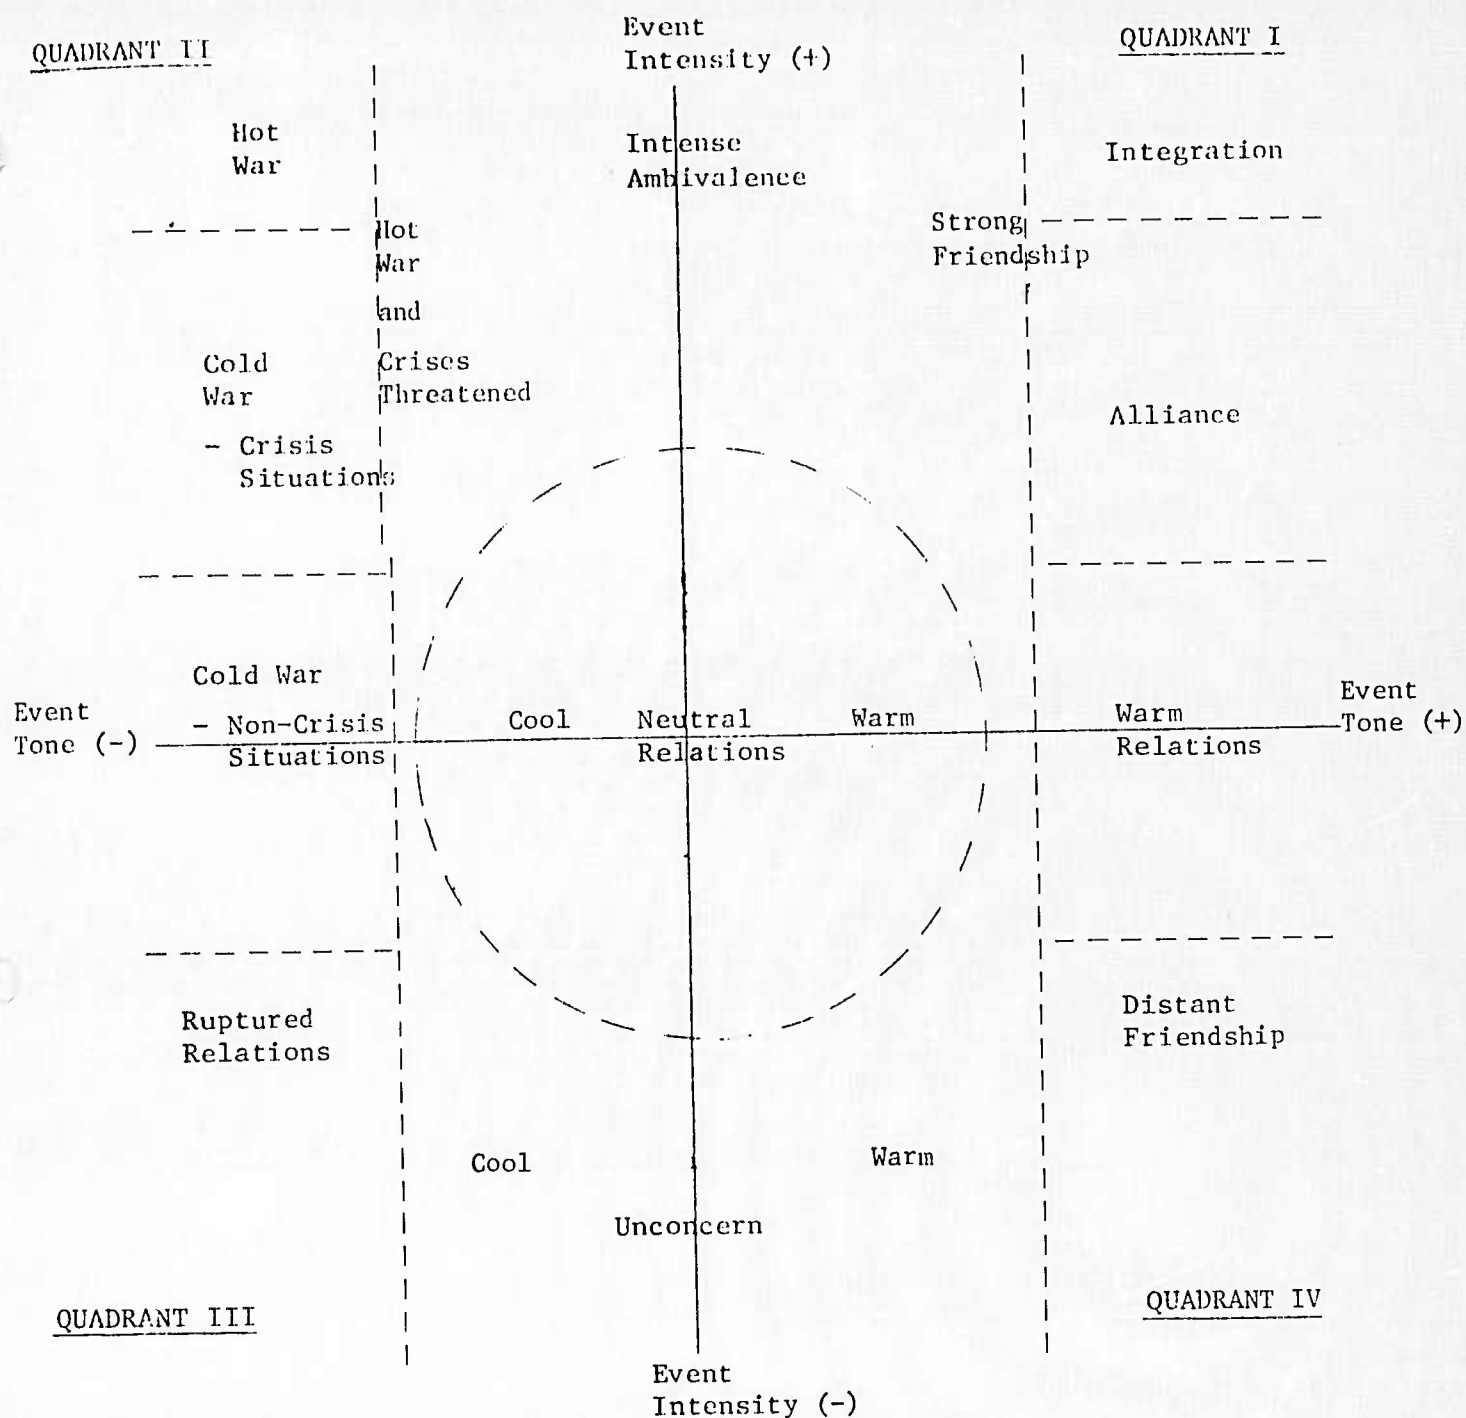 QUADRANT II
Event
Intensity (+)
QUADRANT I
Hot
War
Intense
Ambivalence
Integration
Hot
War
and
Crises
Threatened
Strong
Friendship
Cold
War
- Crisis
Situations
Alliance
Cold War
- Non-Crisis
Situations
Event
Tone (-)
Cool
Neutral
Relations
Warm
Warm
Relations
Event
Tone (+)
Ruptured
Relations
Distant
Friendship
Cool
Warm
Unconcern
QUADRANT III
QUADRANT IV
Event
Intensity (-)